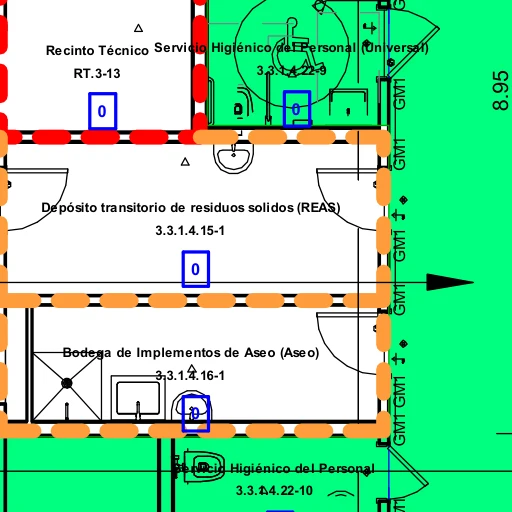 Recinto Técnico
RT.3-13
0
Servicio Higiénico del Personal (Universal)
3.3.1.4.22-9
0
GM1
8.95
GM1
Depósito transitorio de residuos solidos (REAS)
3.3.1.4.15-1
0
GM1
GM1
Bodega de Implementos de Aseo (Aseo)
3.3.1.4.16-1
0
GM1
GM1
Servicio Higiénico del Personal
3.3.1.4.22-10
GM1